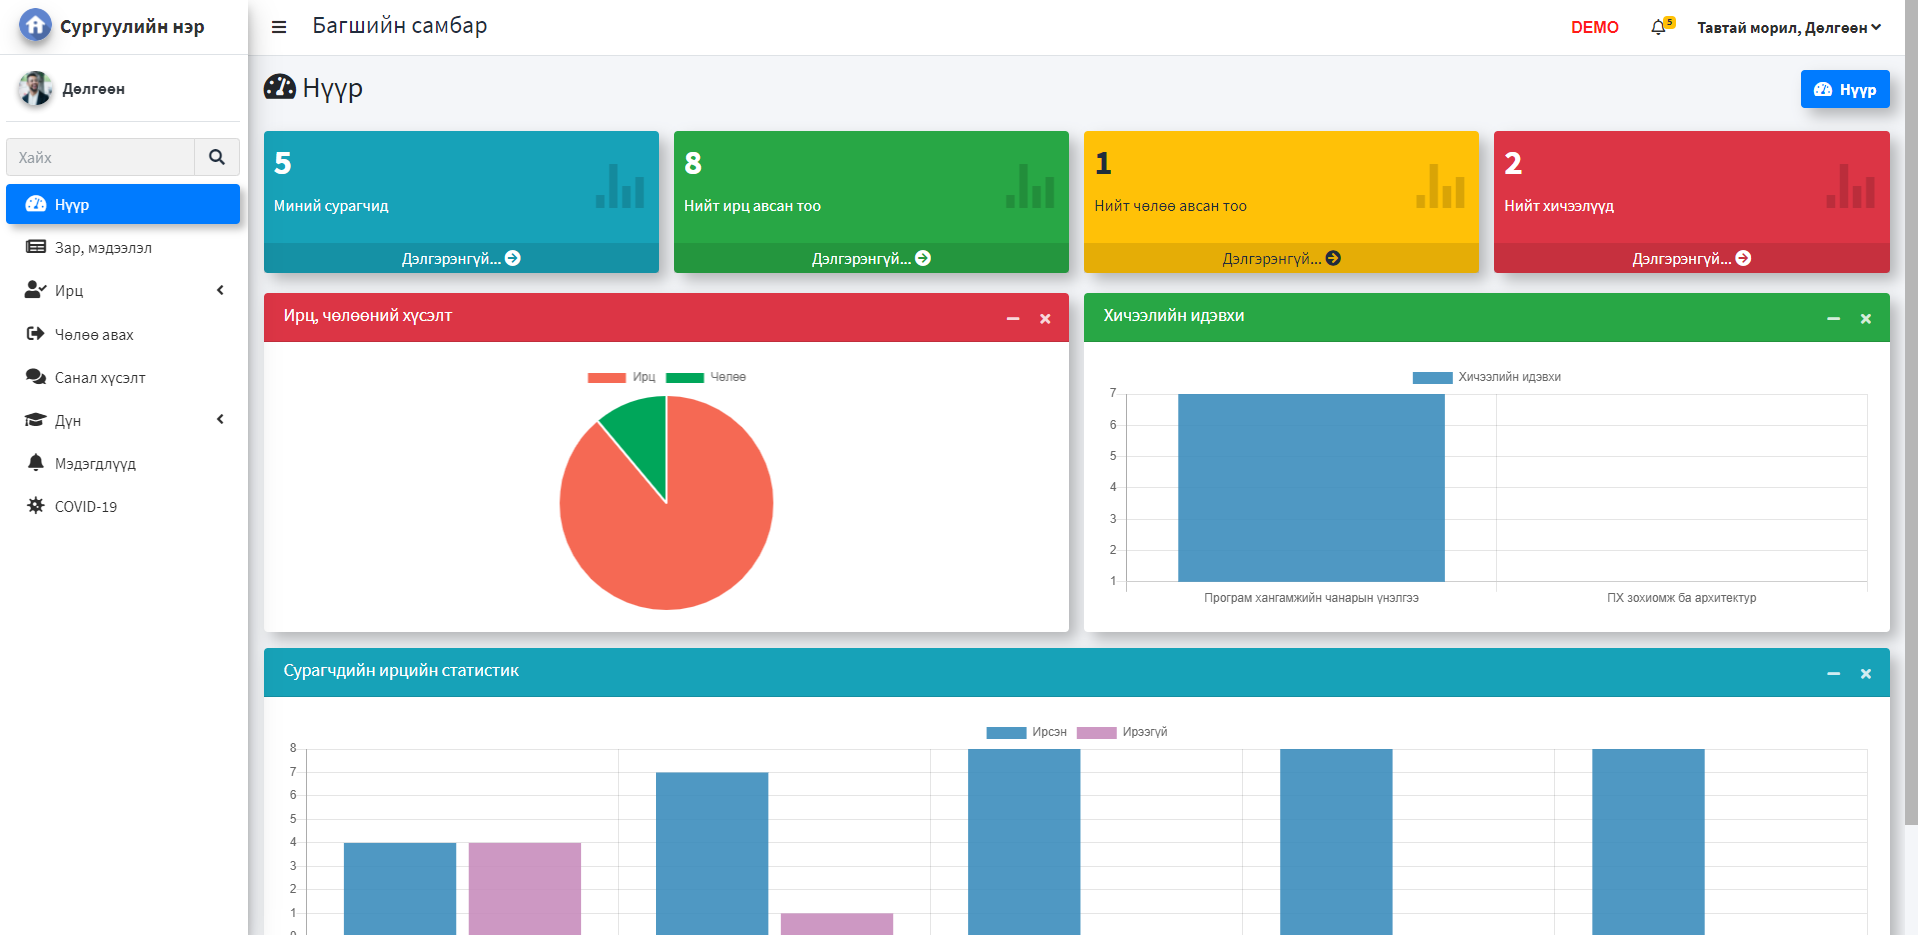 Сургуулийн нэр
Багшийн самбар
DEMO
5
Тавтай морил, Дөлгөөн
Дөлгөөн
Хайх
Нүүр
Зар, мэдээлэл
Ирц
Чөлөө авах
Санал хүсэлт
Дүн
Мэдэгдлүүд
COVID-19
Нүүр
Нүүр
5
Миний сурагчид
Дэлгэрэнгүй...
8
Нийт ирц авсан тоо
Дэлгэрэнгүй...
1
Нийт чөлөө авсан тоо
Дэлгэрэнгүй...
2
Нийт хичээлүүд
Дэлгэрэнгүй...
Ирц, чөлөөний хүсэлт
Ирц Чөлөө
Хичээлийн идэвхи
Хичээлийн идэвхи
7
6
5
4
3
2
1
Програм хангамжийн чанарын үнэлгээ ПХ зохиомж ба архитектур
Сурагчдийн ирцийн статистик
Ирсэн Ирээгүй
8
7
6
5
4
3
2
1
0